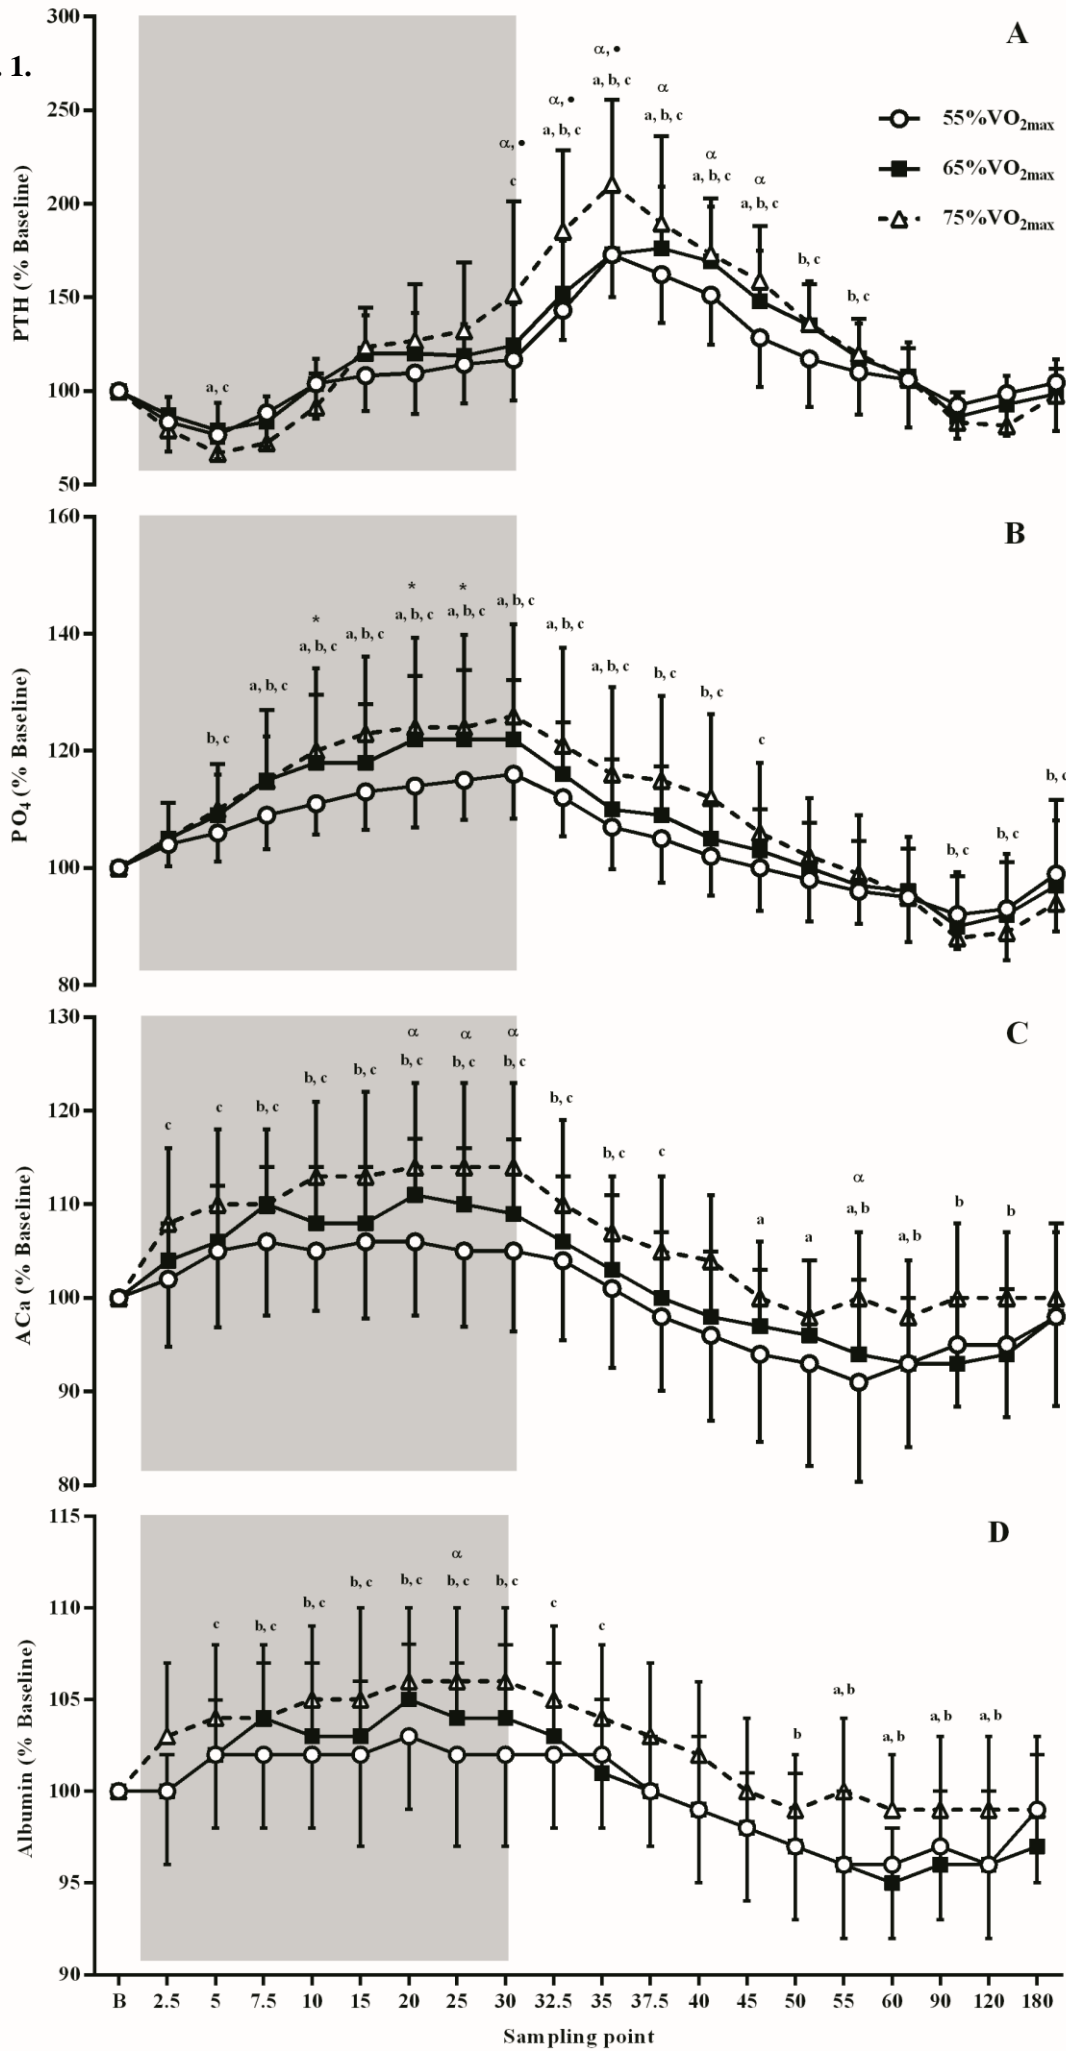 . 1.
A
300
250
200
150
100
50
PTH (% Baseline)
55%VO2max
65%VO2max
75%VO2max
a, c
α, •
c
α, •
a, b, c
α, •
a, b, c
α
a, b, c
α
a, b, c
α
a, b, c
b, c
b, c
B
160
140
120
100
80
PO4 (% Baseline)
b, c
a, b, c
*
a, b, c
a, b, c
*
a, b, c
*
a, b, c
a, b, c
a, b, c
a, b, c
b, c
b, c
c
b, c
b, c
b, c
C
130
120
110
100
90
80
ACa (% Baseline)
c
c
b, c
b, c
b, c
α
b, c
α
b, c
α
b, c
b, c
b, c
c
a
a
α
a, b
a, b
b
b
D
115
110
105
100
95
90
Albumin (% Baseline)
c
b, c
b, c
b, c
b, c
α
b, c
b, c
c
c
b
a, b
a, b
a, b
a, b
B 2.5 5 7.5 10 15 20 25 30 32.5 35 37.5 40 45 50 55 60 90 120 180
Sampling point